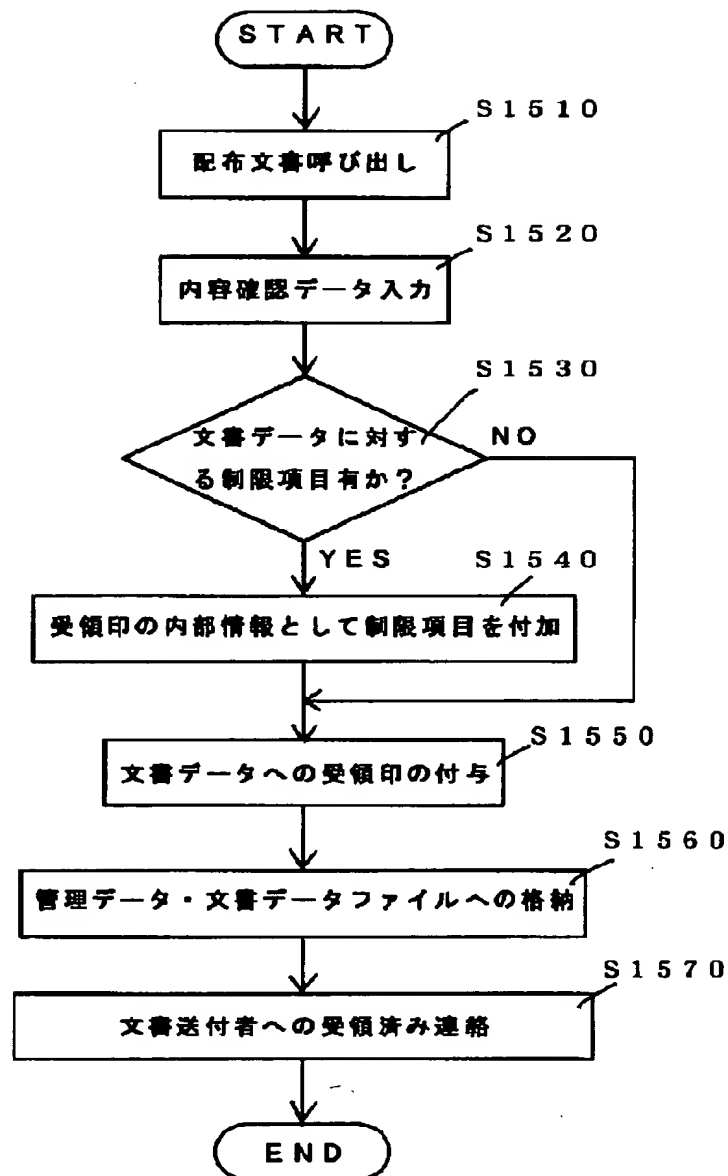 START
S1510
配布文書呼び出し
S1520
内容確認データ入力
S1530
文書データに対す
る制限項目有か?
NO
YES
S1540
受領印の内部情報として制限項目を付加
S1550
文書データへの受領印の付与
S1560
管理データ・文書データファイルへの格納
S1570
文書送付者への受領済み連絡
END